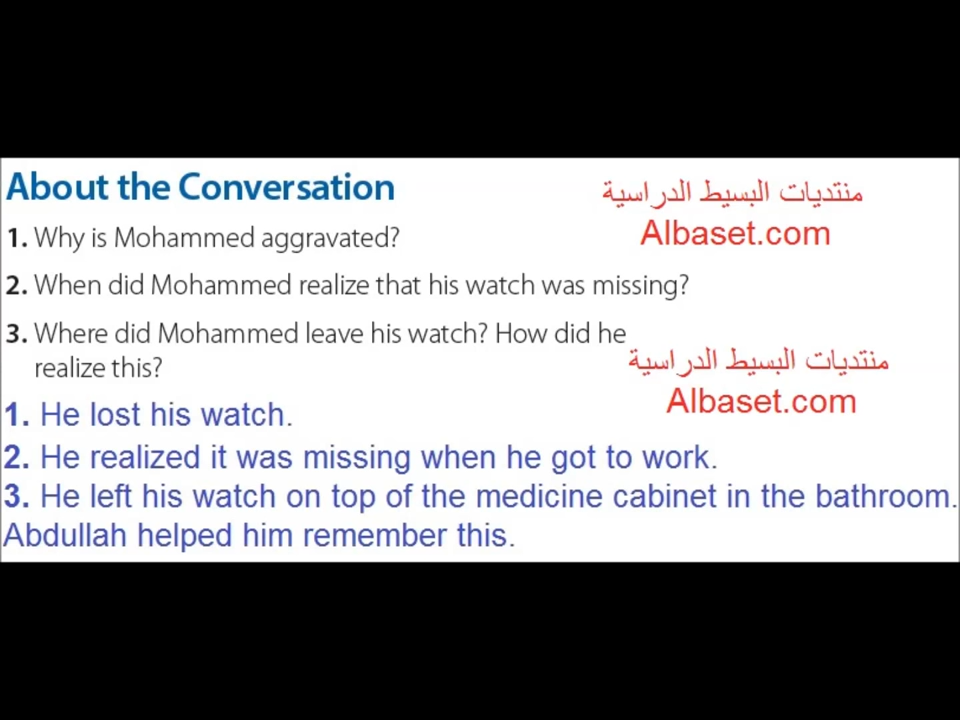 About the Conversation
منتديات البسيط الدراسية
Albaset.com
1. Why is Mohammed aggravated?
2. When did Mohammed realize that his watch was missing?
3. Where did Mohammed leave his watch? How did he
realize this?
منتديات البسيط الدراسية
Albaset.com
1. He lost his watch.
2. He realized it was missing when he got to work.
3. He left his watch on top of the medicine cabinet in the bathroom.
Abdullah helped him remember this.